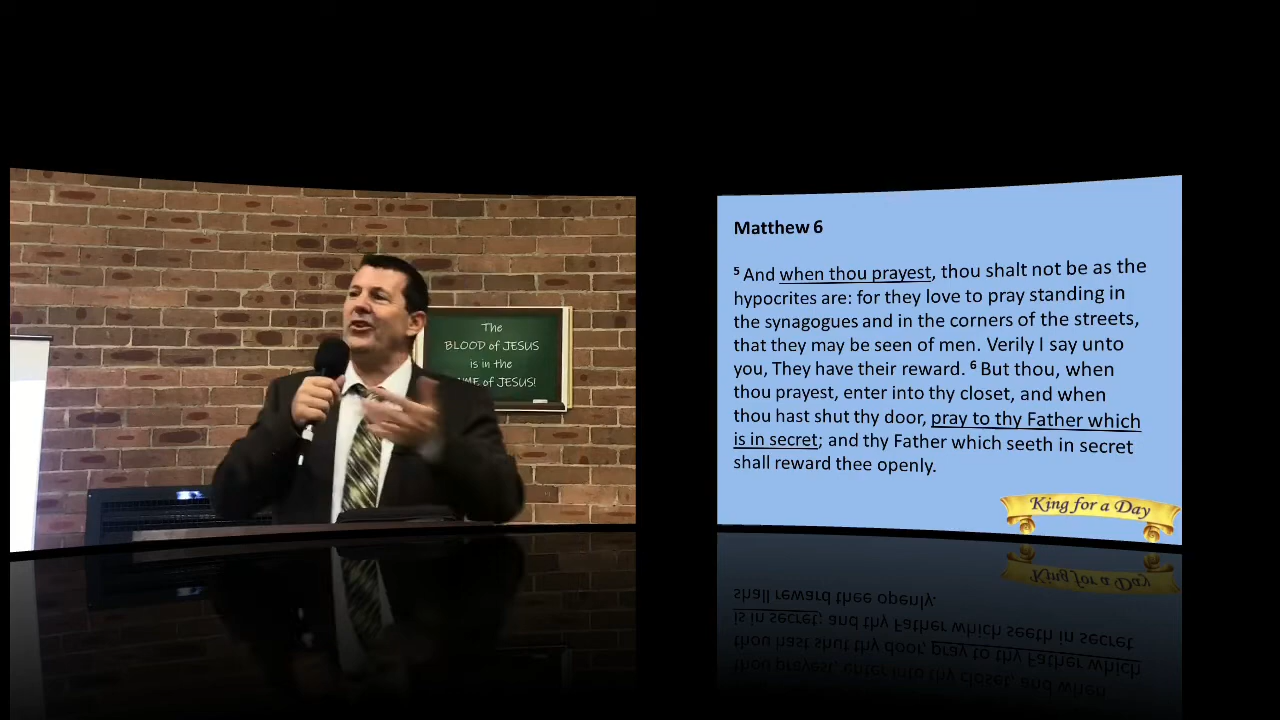 The
BLOOD of JESUS
is in the
of JESUS!
Matthew 6
⁵ And when thou prayest, thou shalt not be as the
hypocrites are: for they love to pray standing in
the synagogues and in the corners of the streets,
that they may be seen of men. Verily I say unto
you, They have their reward. ⁶ But thou, when
thou prayest, enter into thy closet, and when
thou hast shut thy door, pray to thy Father which
is in secret; and thy Father which seeth in secret
shall reward thee openly.
King for a Day